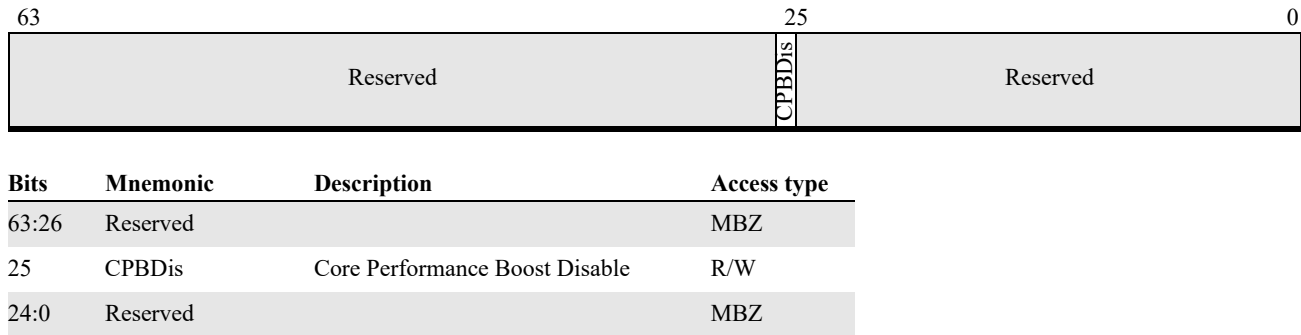 63 25 0
Reserved CPBDis Reserved
Bits Mnemonic Description Access type
63:26 Reserved MBZ
25 CPBDis Core Performance Boost Disable R/W
24:0 Reserved MBZ